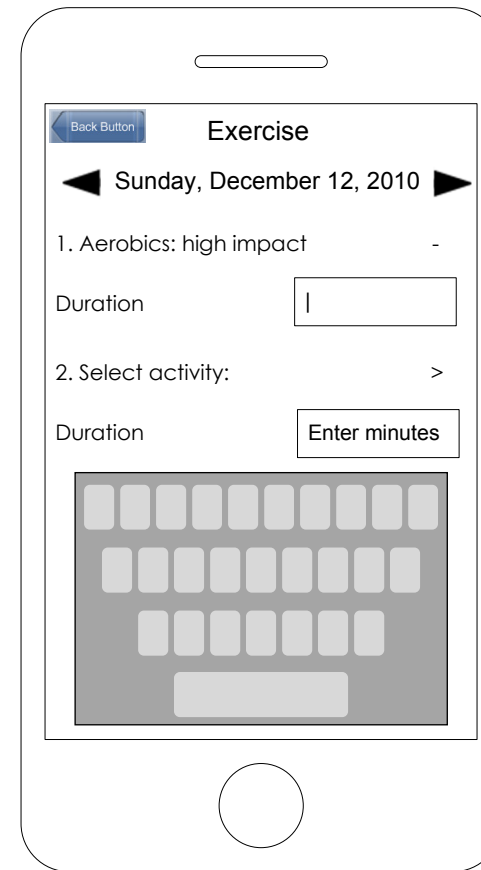 Back Button
Exercise
Sunday, December 12, 2010
1. Aerobics: high impact -
Duration |
2. Select activity: >
Duration Enter minutes